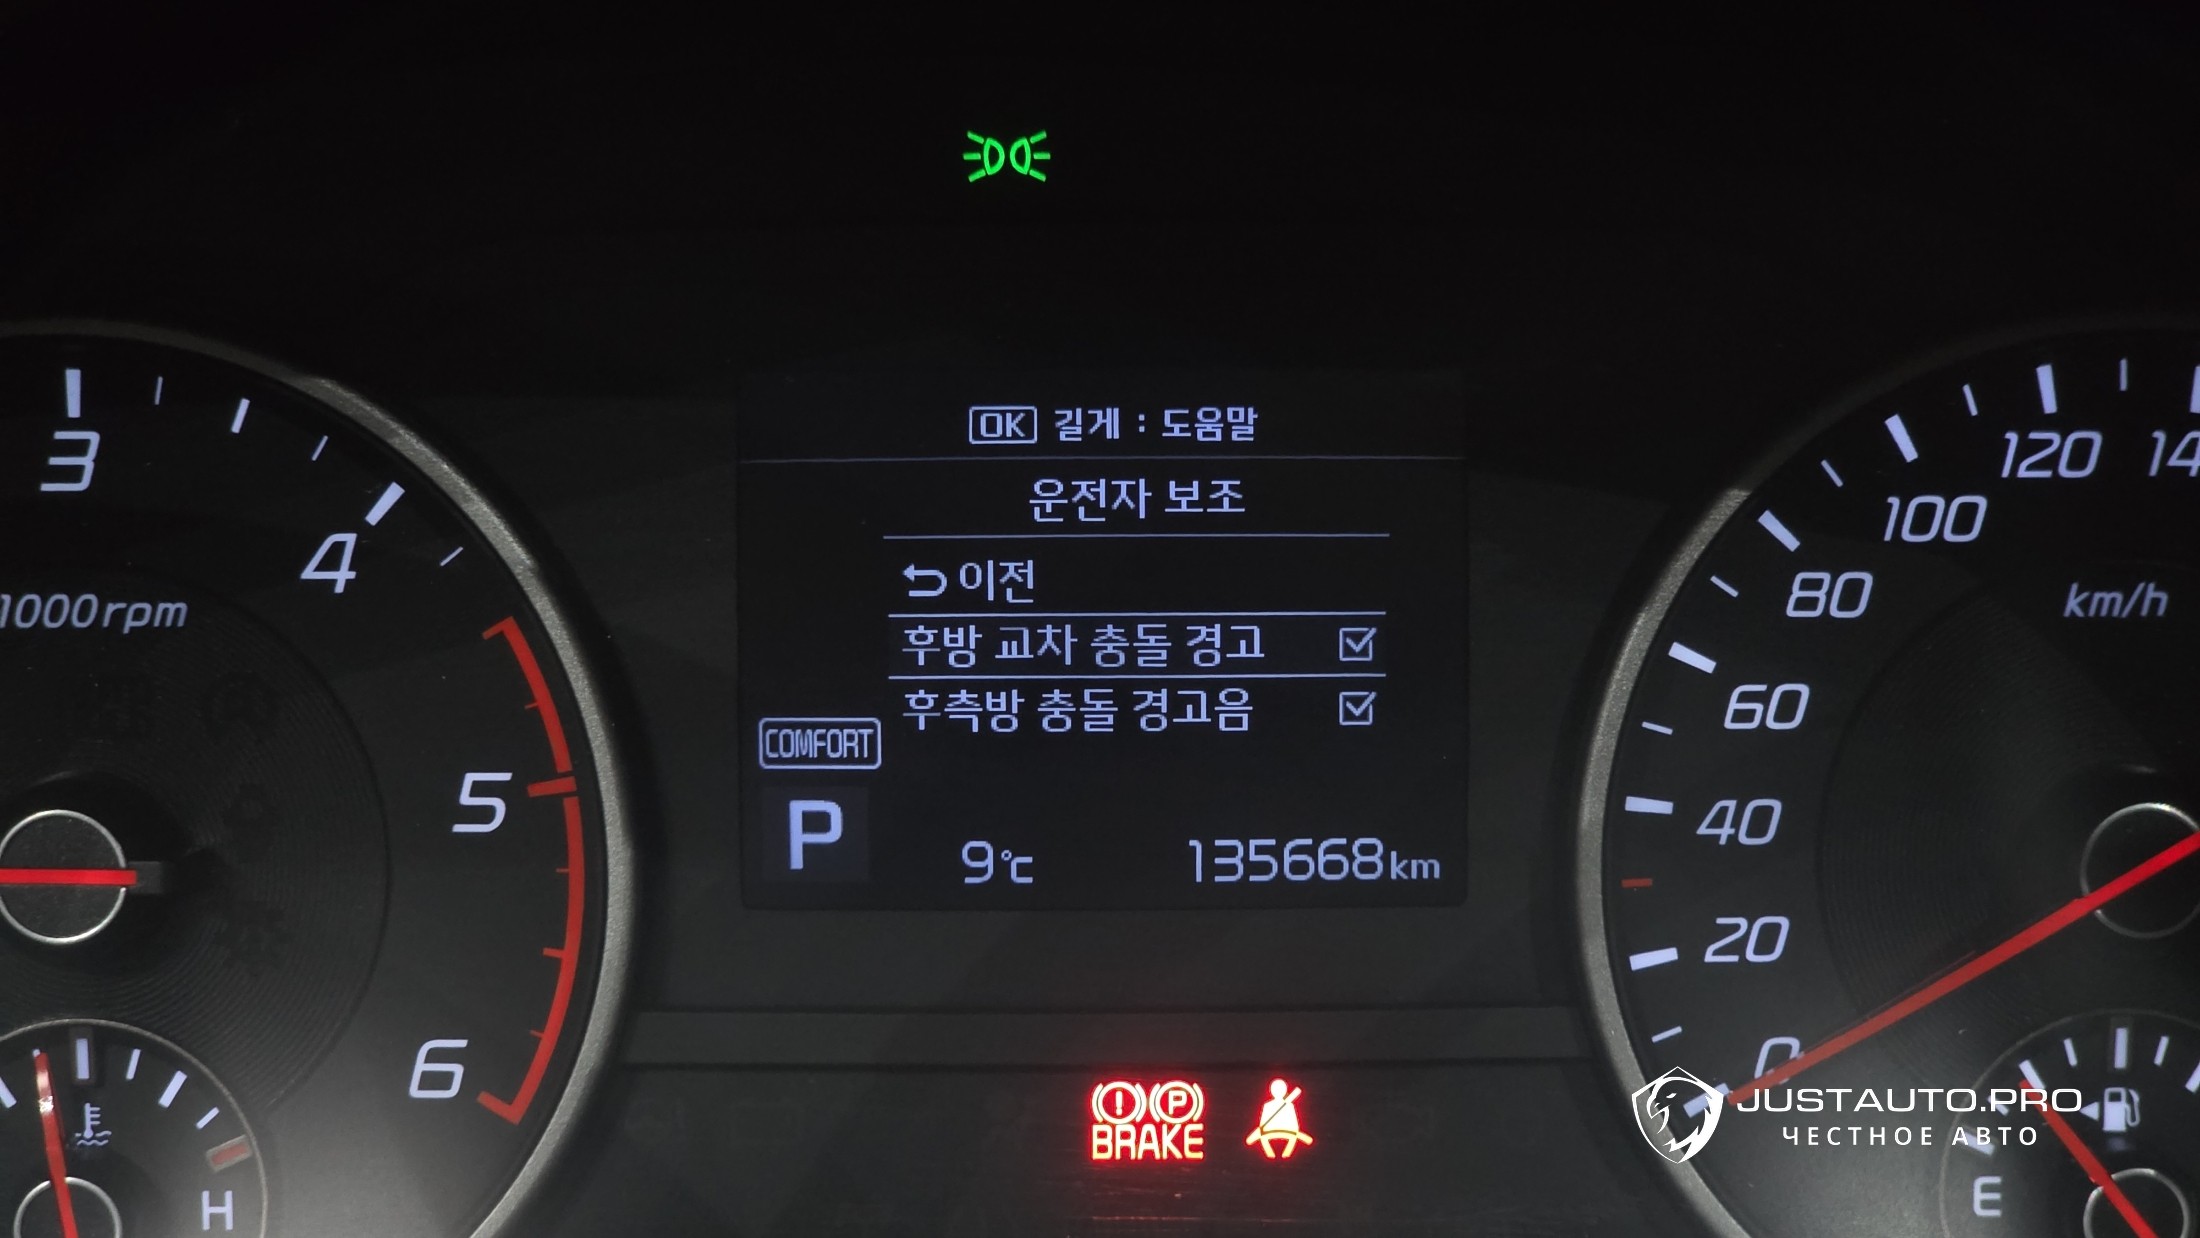 OK 길게 : 도움말
운전자 보조
이전
후방 교차 충돌 경고
후측방 충돌 경고음
COMFORT
P
9℃ 135668km
3
4
5
6
1000rpm
H
0
20
40
60
80
100
120
km/h
E
BRAKE
P
JUSTAUTO.PRO
ЧЕСТНОЕ АВТО